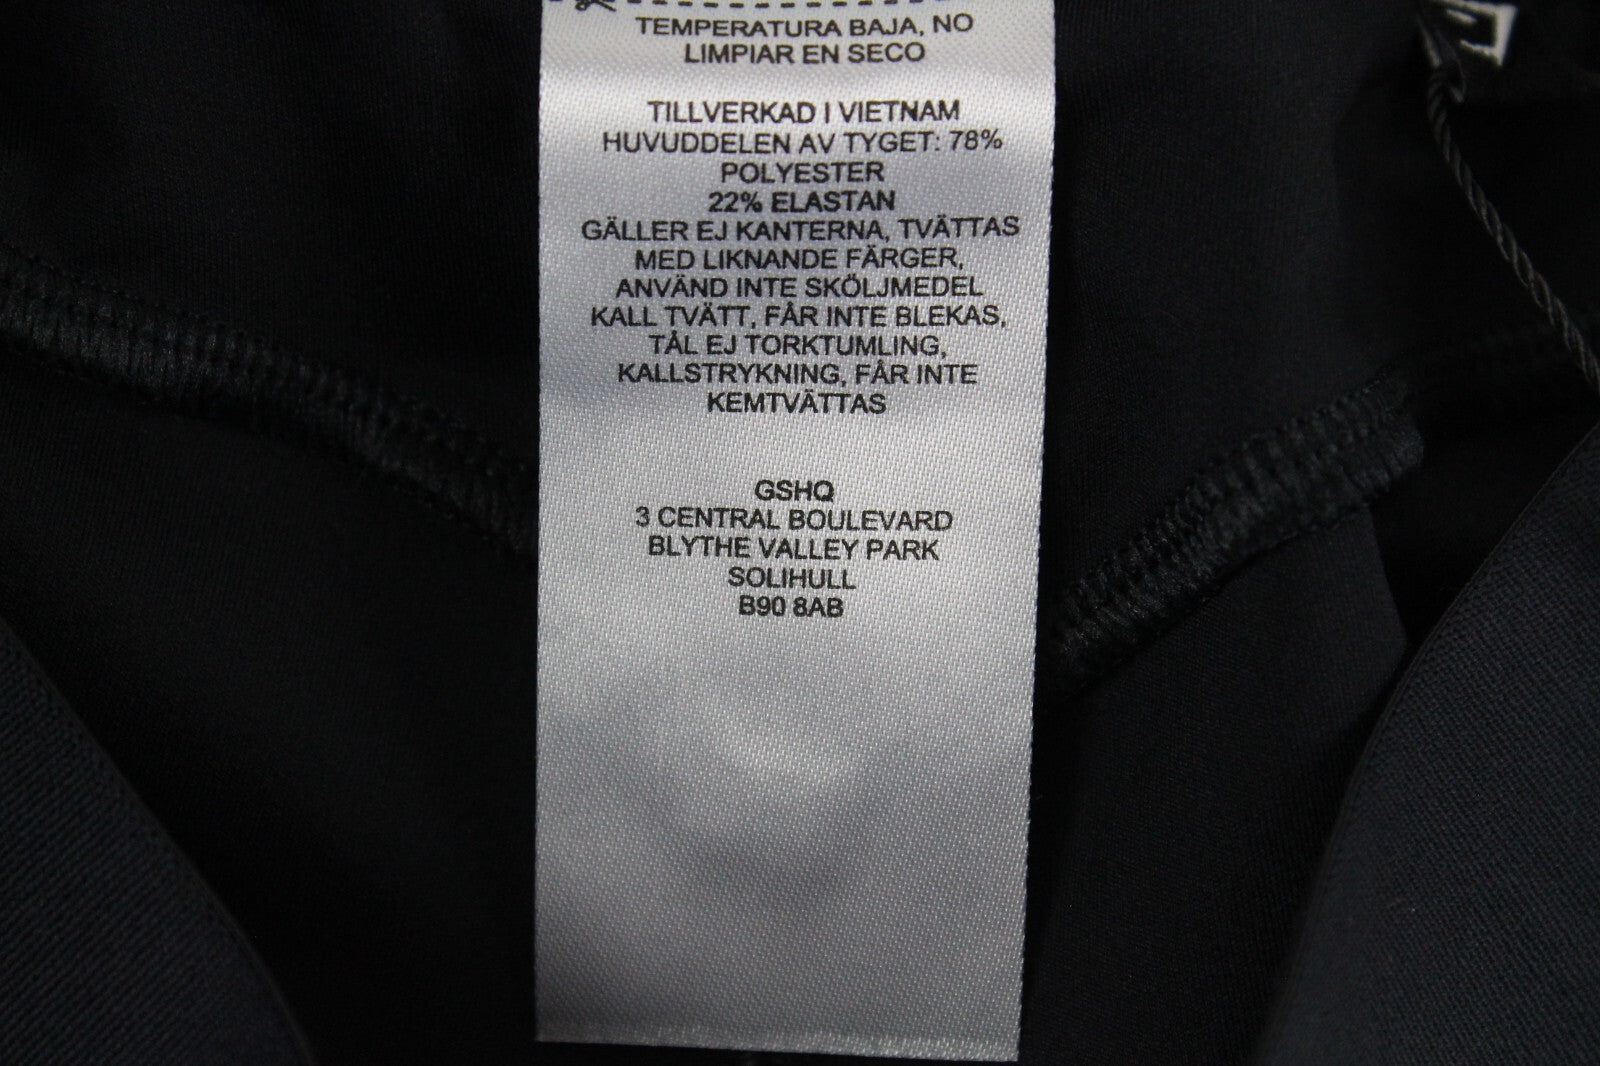 TEMPERATURA BAJA, NO
LIMPIAR EN SECO
TILLVERKAD I VIETNAM
HUVUDDELEN AV TYGET: 78%
POLYESTER
22% ELASTAN
GÄLLER EJ KANTERNA, TVÄTTAS
MED LIKNANDE FÄRGER,
ANVÄND INTE SKÖLJMEDEL
KALL TVÄTT, FÅR INTE BLEKAS,
TÅL EJ TORKTUMLING,
KALLSTRYKNING, FÅR INTE
KEMTVÄTTAS
GSHQ
3 CENTRAL BOULEVARD
BLYTHE VALLEY PARK
SOLIHULL
B90 8AB